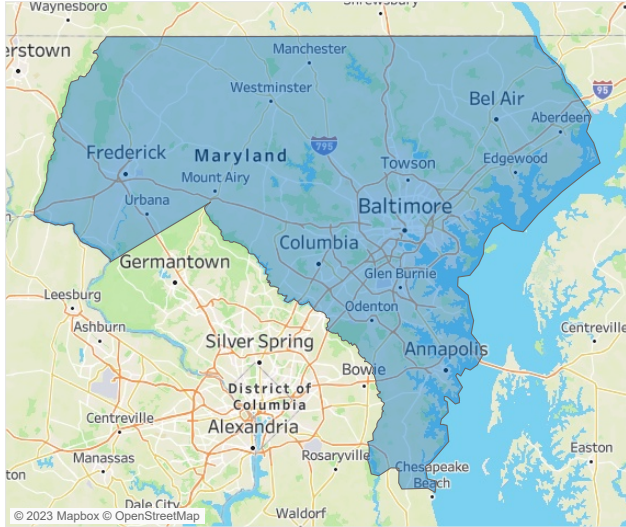 Waynesboro
Shrewsbury
erstown
Manchester
Westminster
95
Bel Air
Aberdeen
795
Frederick
Maryland
Towson
Edgewood
Mount Airy
Urbana
Baltimore
Columbia
Germantown
Glen Burnie
Leesburg
Odenton
Ashburn
Centreville
Silver Spring
Annapolis
Bowie
District of
Columbia
Centreville
Alexandria
Rosaryville
Easton
Manassas
Chesapeake
Beach
ton
Dale City
Waldorf
© 2023 Mapbox © OpenStreetMap